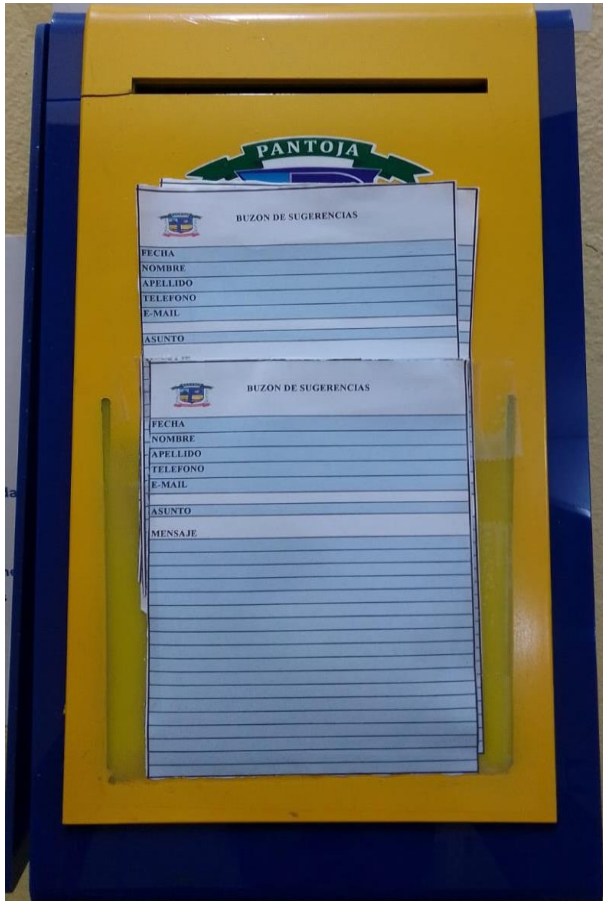 PANTOJA
BUZON DE SUGERENCIAS
FECHA
NOMBRE
APELLIDO
TELEFONO
E-MAIL
ASUNTO
BUZON DE SUGERENCIAS
FECHA
NOMBRE
APELLIDO
TELEFONO
E-MAIL
ASUNTO
MENSAJE